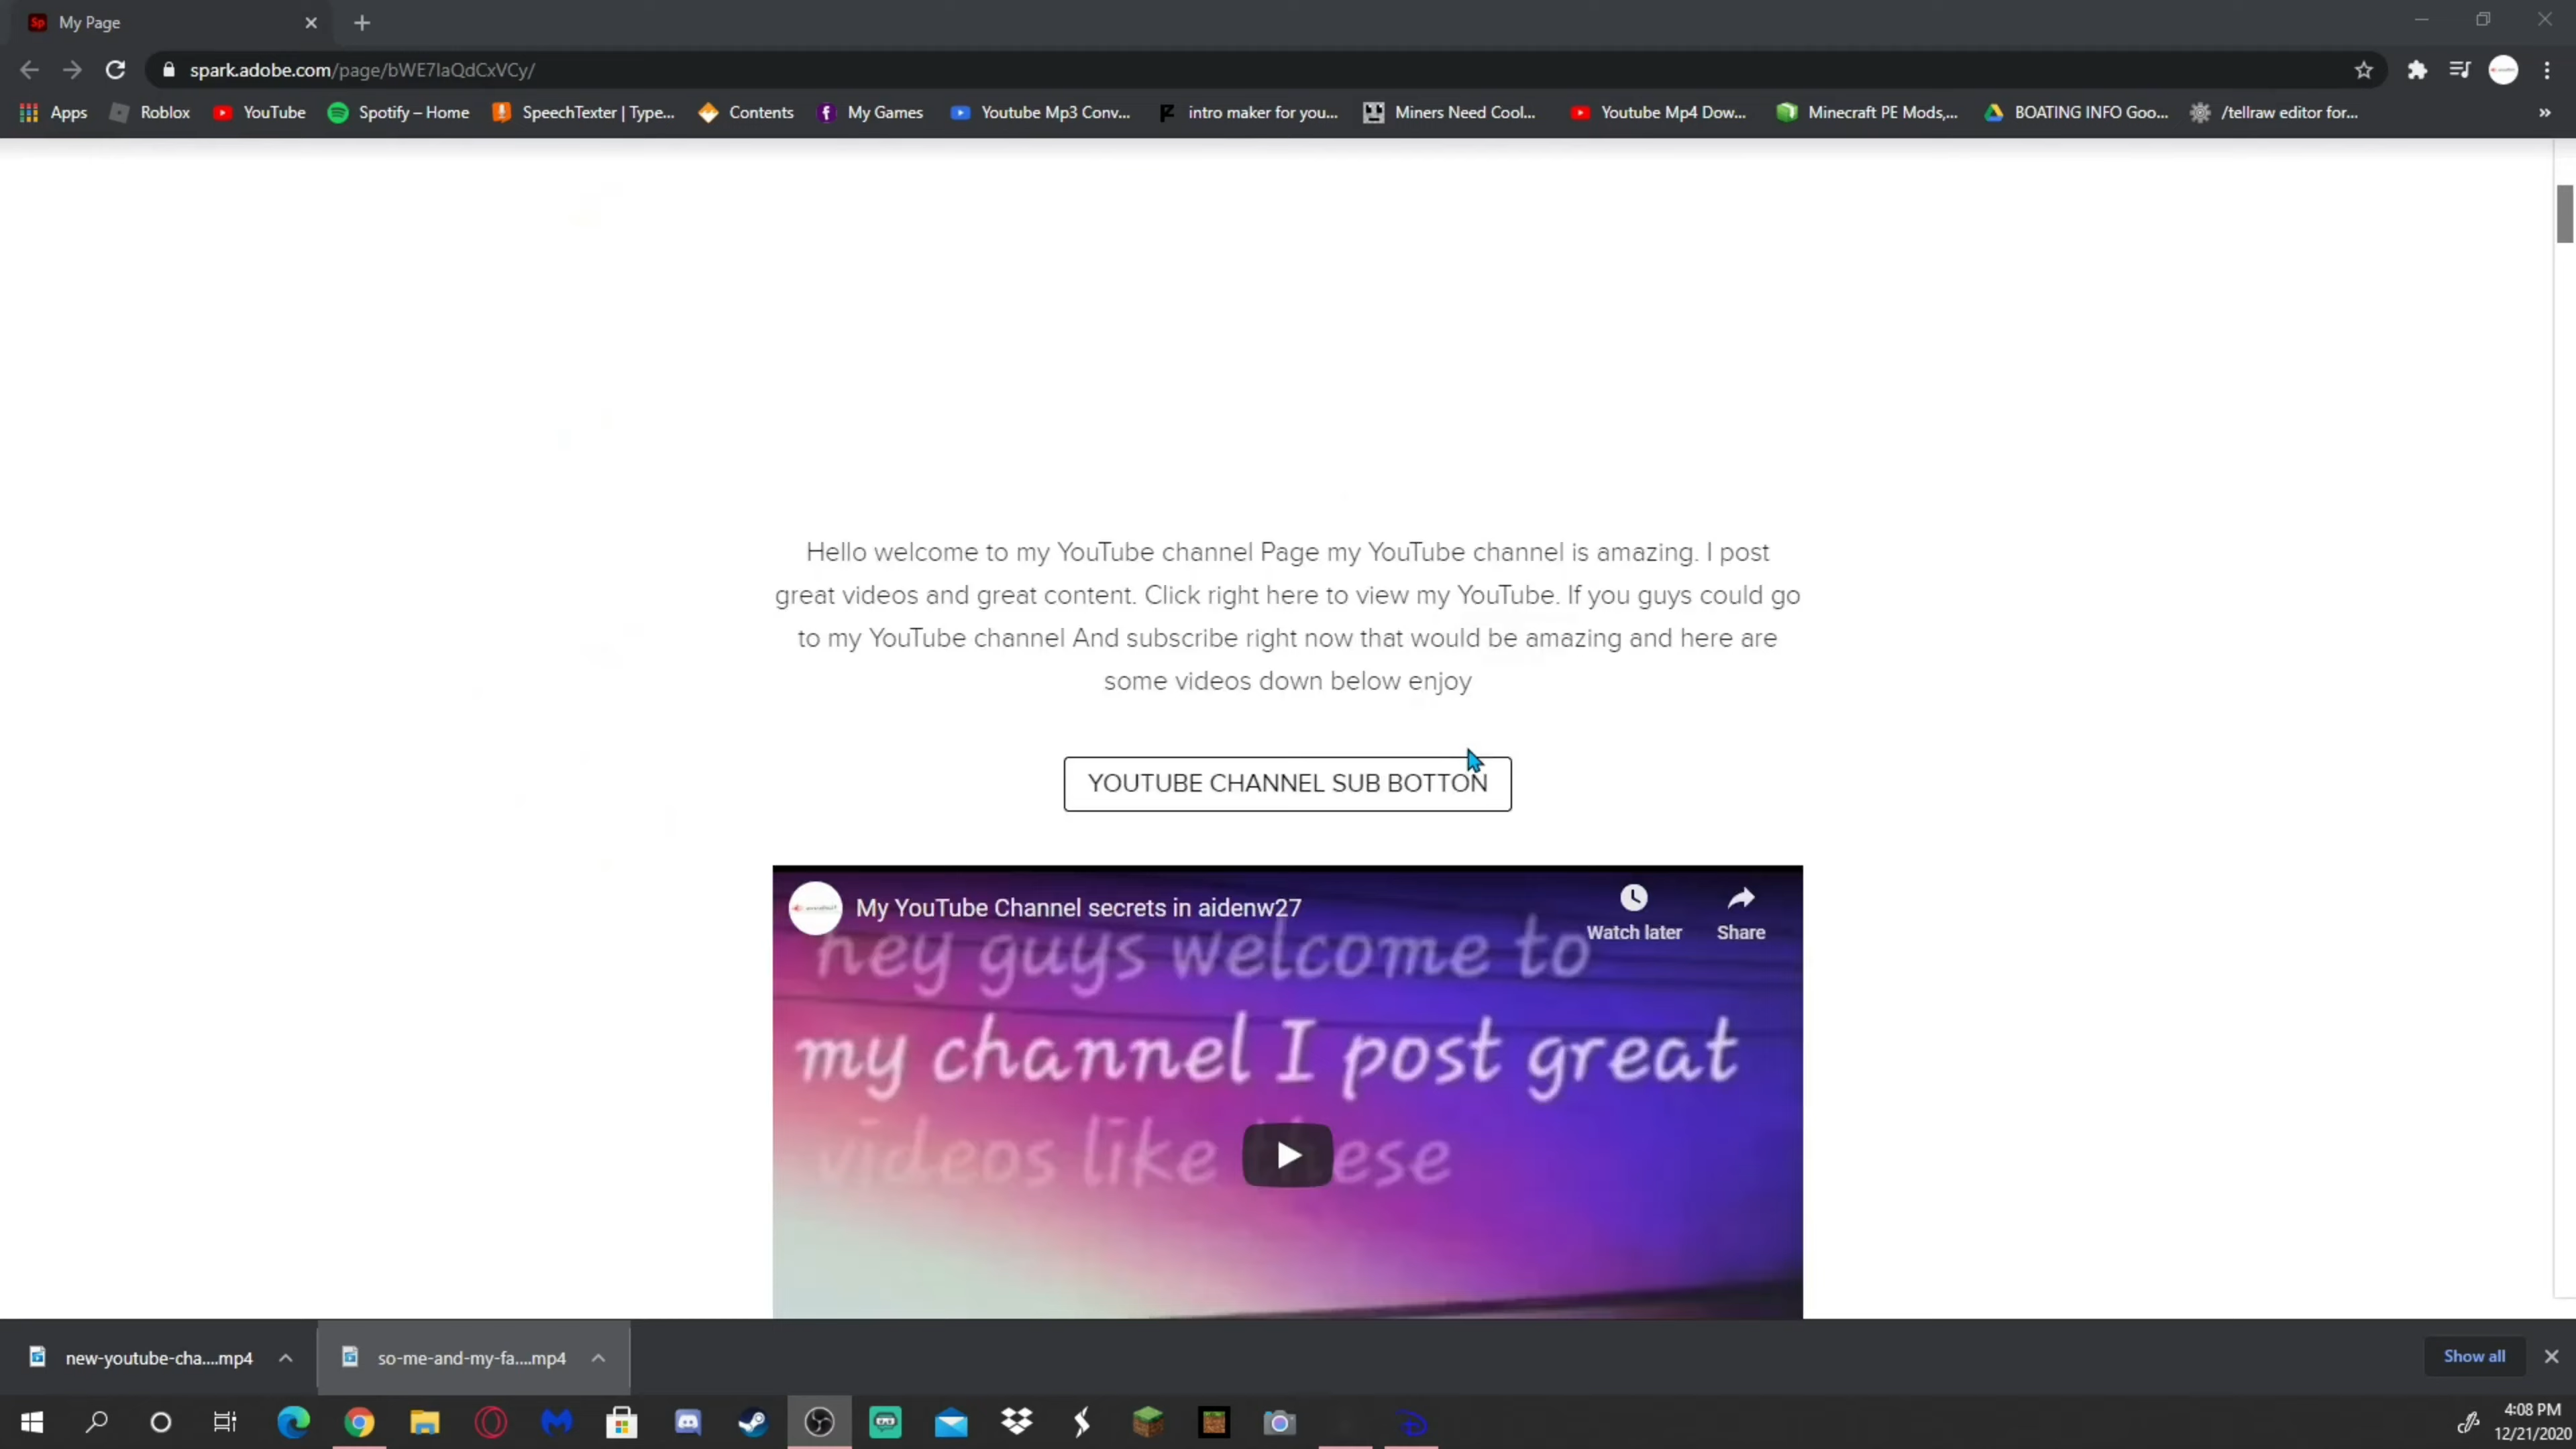 Sp My Page
spark.adobe.com/page/bWE7IaQdCxVCy/
Apps Roblox YouTube Spotify – Home SpeechTexter | Type... Contents My Games Youtube Mp3 Conv... intro maker for you... Miners Need Cool... Youtube Mp4 Dow... Minecraft PE Mods,... BOATING INFO Goo... /tellraw editor for... »
Hello welcome to my YouTube channel Page my YouTube channel is amazing. I post
great videos and great content. Click right here to view my YouTube. If you guys could go
to my YouTube channel And subscribe right now that would be amazing and here are
some videos down below enjoy
YOUTUBE CHANNEL SUB BOTTON
My YouTube Channel secrets in aidenw27
Watch later Share
hey guys welcome to
my channel I post great
videos like these
new-youtube-cha....mp4 so-me-and-my-fa....mp4 Show all
4:08 PM
12/21/2020